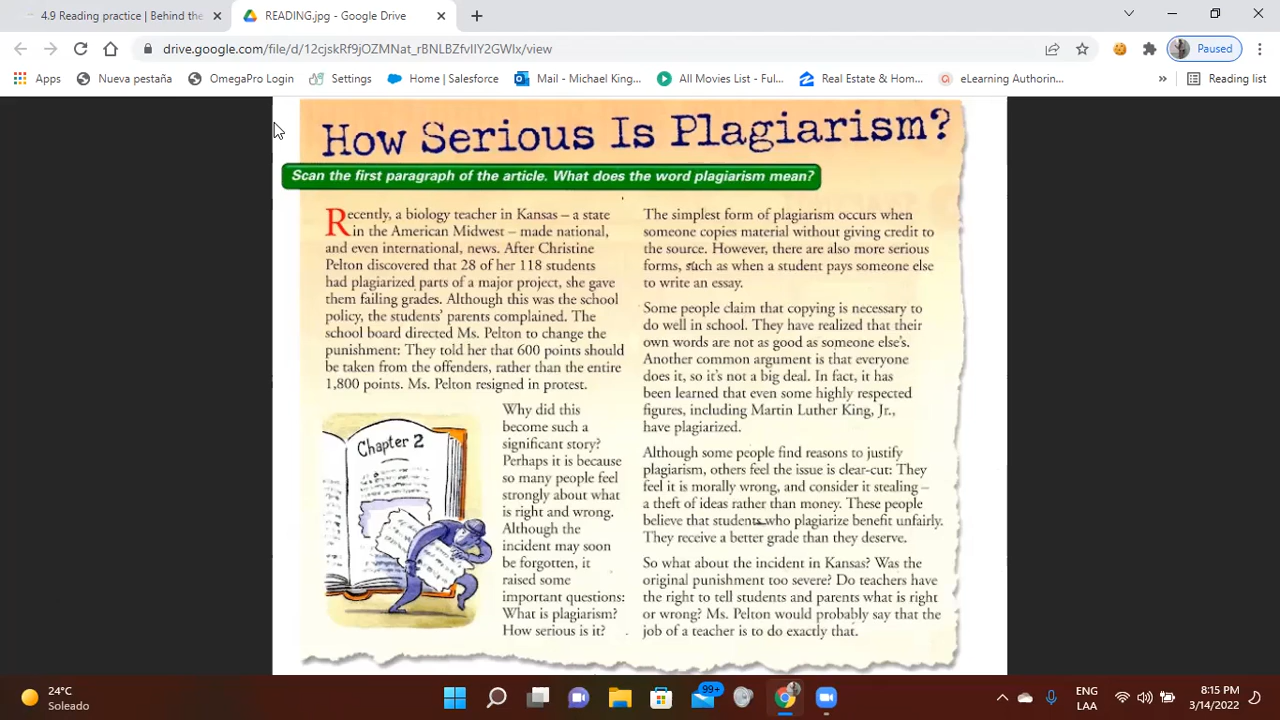 4.9 Reading practice | Behind the
READING.jpg - Google Drive
drive.google.com/file/d/12cjskRf9jOZMNat_rBNLBZfvIlY2GWlx/view
Paused
Apps
Nueva pestaña
OmegaPro Login
Settings
Home | Salesforce
Mail - Michael King...
All Movies List - Ful...
Real Estate & Hom...
eLearning Authorin...
»
Reading list
How Serious Is Plagiarism?
Scan the first paragraph of the article. What does the word plagiarism mean?
Recently, a biology teacher in Kansas – a state
in the American Midwest – made national,
and even international, news. After Christine
Pelton discovered that 28 of her 118 students
had plagiarized parts of a major project, she gave
them failing grades. Although this was the school
policy, the students' parents complained. The
school board directed Ms. Pelton to change the
punishment: They told her that 600 points should
be taken from the offenders, rather than the entire
1,800 points. Ms. Pelton resigned in protest.
Chapter 2
Why did this
become such a
significant story?
Perhaps it is because
so many people feel
strongly about what
is right and wrong.
Although the
incident may soon
be forgotten, it
raised some
important questions:
What is plagiarism?
How serious is it?
The simplest form of plagiarism occurs when
someone copies material without giving credit to
the source. However, there are also more serious
forms, such as when a student pays someone else
to write an essay.
Some people claim that copying is necessary to
do well in school. They have realized that their
own words are not as good as someone else's.
Another common argument is that everyone
does it, so it's not a big deal. In fact, it has
been learned that even some highly respected
figures, including Martin Luther King, Jr.,
have plagiarized.
Although some people find reasons to justify
plagiarism, others feel the issue is clear-cut: They
feel it is morally wrong, and consider it stealing –
a theft of ideas rather than money. These people
believe that students who plagiarize benefit unfairly.
They receive a better grade than they deserve.
So what about the incident in Kansas? Was the
original punishment too severe? Do teachers have
the right to tell students and parents what is right
or wrong? Ms. Pelton would probably say that the
job of a teacher is to do exactly that.
24°C
Soleado
99+
ENG
LAA
8:15 PM
3/14/2022